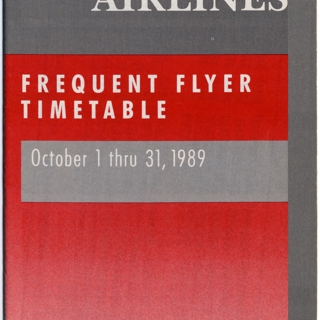 AIRLINES
FREQUENT FLYER
TIMETABLE
October 1 thru 31, 1989